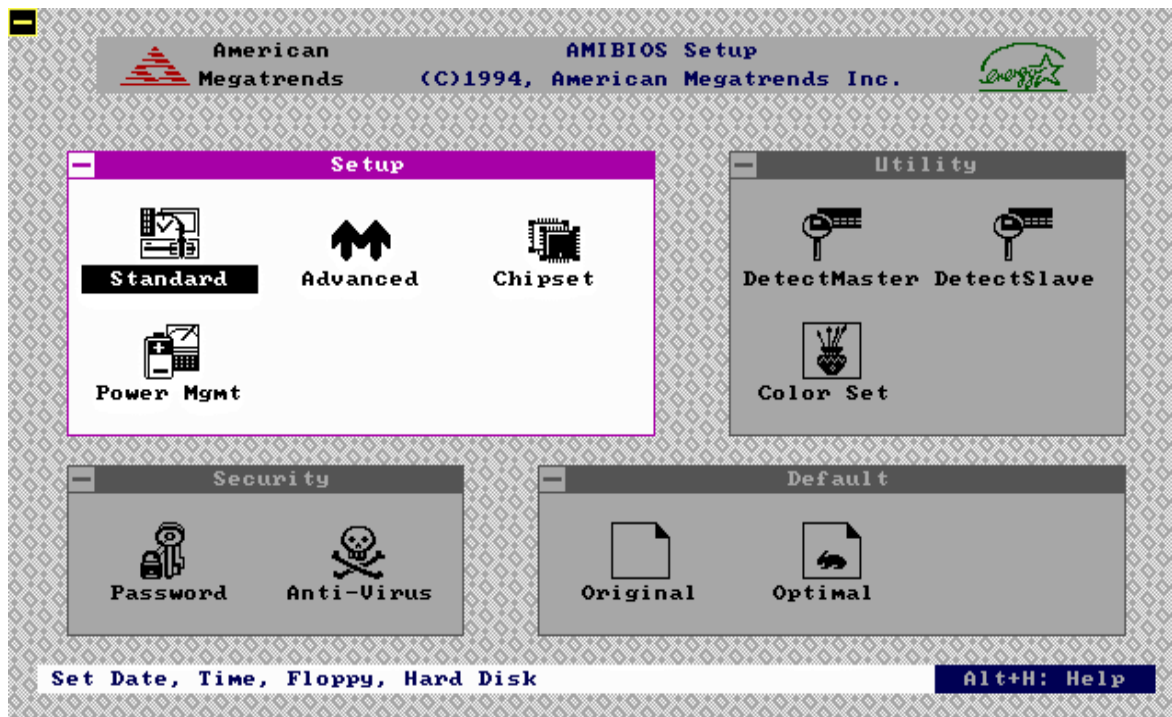 American Megatrends
AMIBIOS Setup
(C)1994, American Megatrends Inc.
energy
Setup
Standard
Advanced
Chipset
Power Mgmt
Utility
DetectMaster
DetectSlave
Color Set
Security
Password
Anti-Virus
Default
Original
Optimal
Set Date, Time, Floppy, Hard Disk
Alt+H: Help